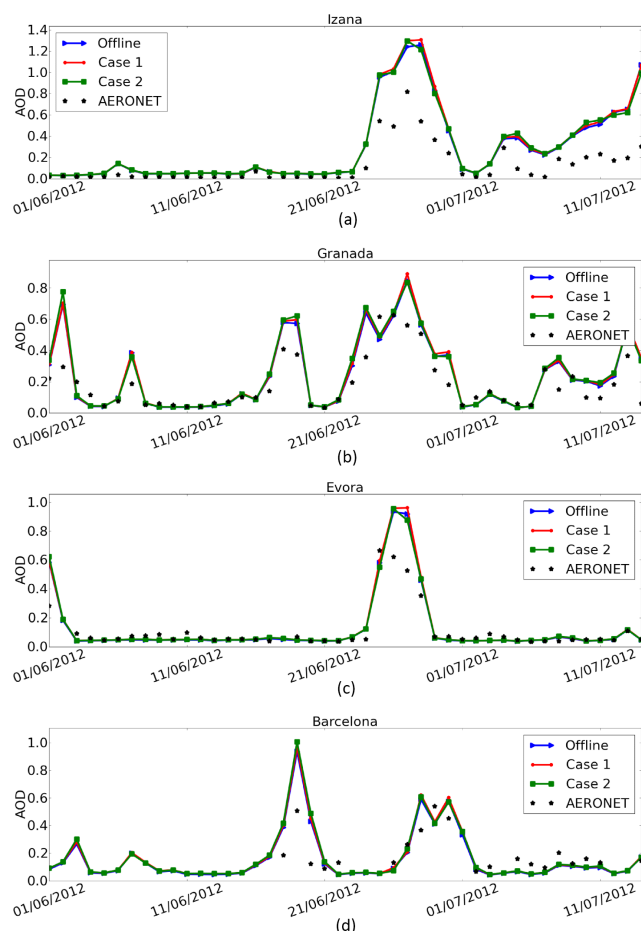 Izana
1.4
1.2
1.0
0.8
0.6
0.4
0.2
0.0
AOD
Offline
Case 1
Case 2
AERONET
01/06/2012
11/06/2012
21/06/2012
01/07/2012
11/07/2012
(a)
Granada
0.8
0.6
0.4
0.2
0.0
AOD
Offline
Case 1
Case 2
AERONET
01/06/2012
11/06/2012
21/06/2012
01/07/2012
11/07/2012
(b)
Evora
1.0
0.8
0.6
0.4
0.2
0.0
AOD
Offline
Case 1
Case 2
AERONET
01/06/2012
11/06/2012
21/06/2012
01/07/2012
11/07/2012
(c)
Barcelona
1.0
0.8
0.6
0.4
0.2
0.0
AOD
Offline
Case 1
Case 2
AERONET
01/06/2012
11/06/2012
21/06/2012
01/07/2012
11/07/2012
(d)